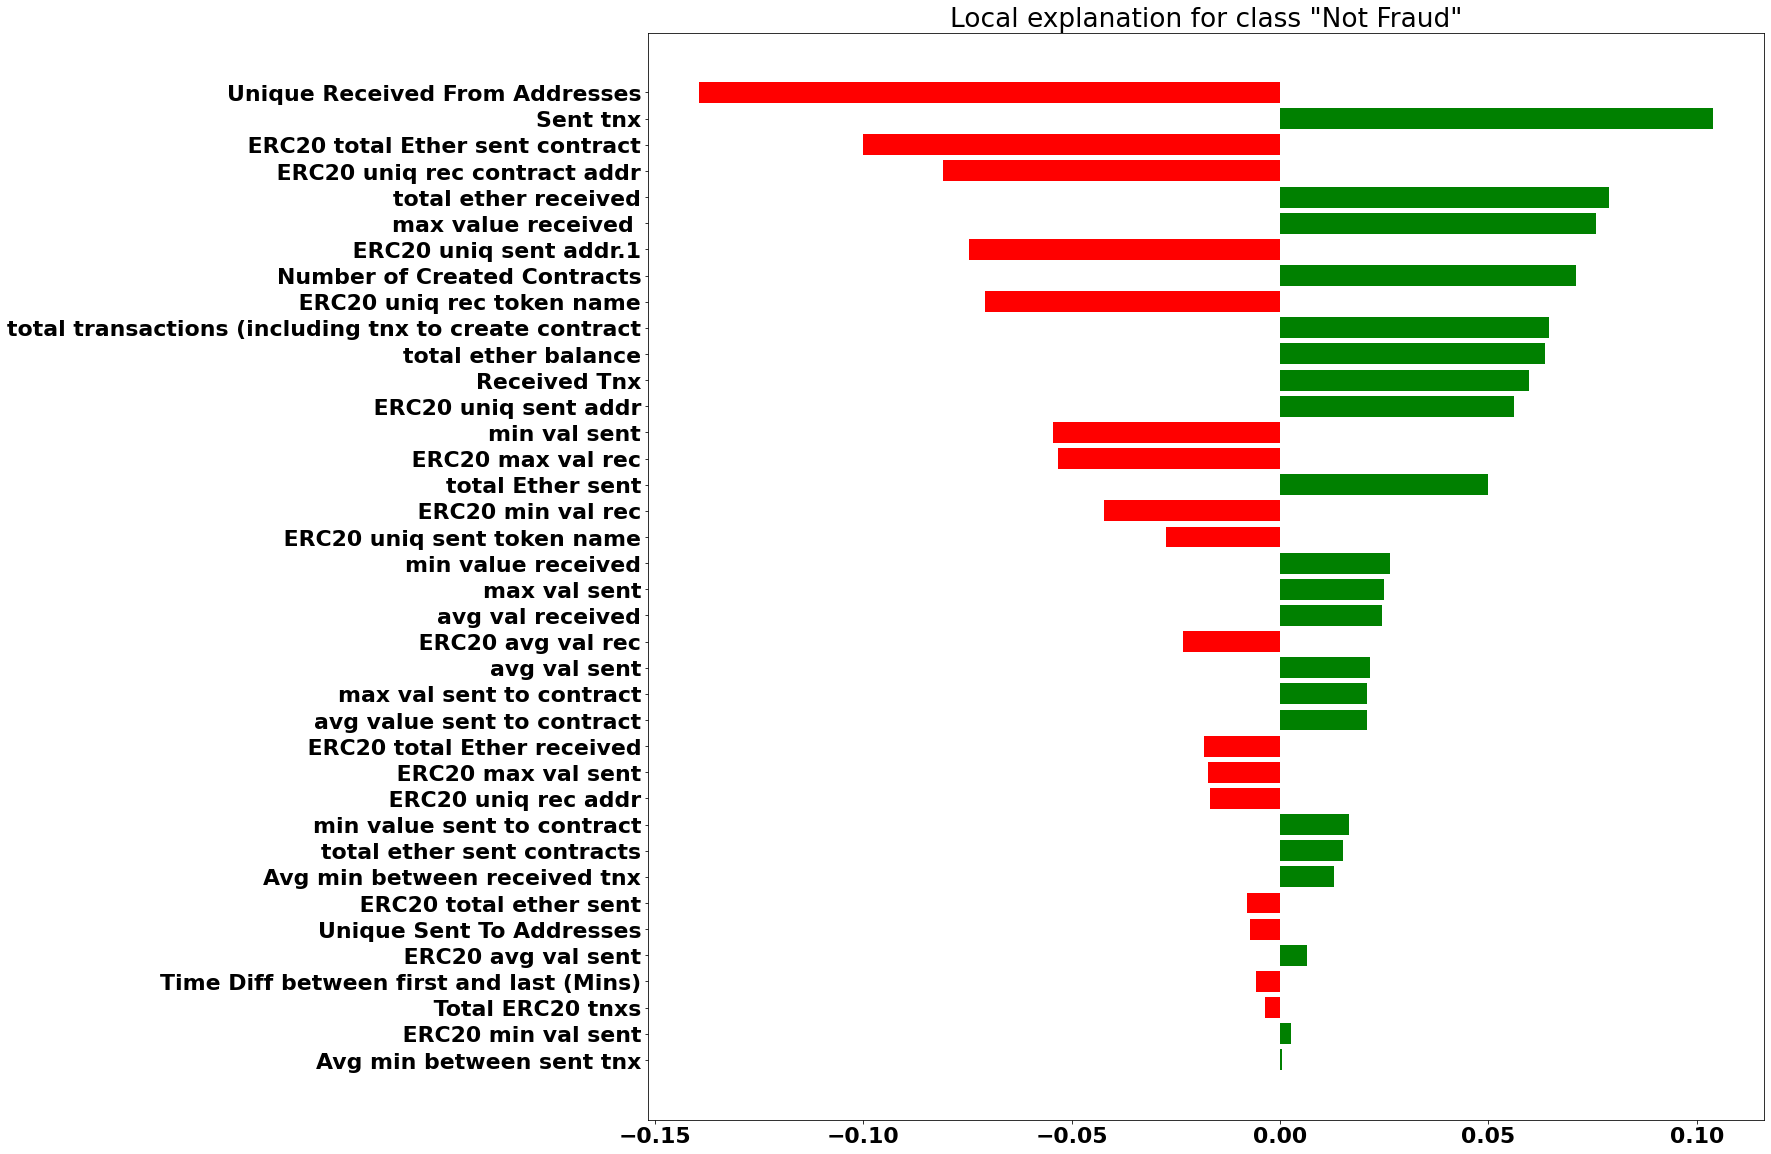 Local explanation for class "Not Fraud"
Unique Received From Addresses
Sent tnx
ERC20 total Ether sent contract
ERC20 uniq rec contract addr
total ether received
max value received
ERC20 uniq sent addr.1
Number of Created Contracts
ERC20 uniq rec token name
total transactions (including tnx to create contract
total ether balance
Received Tnx
ERC20 uniq sent addr
min val sent
ERC20 max val rec
total Ether sent
ERC20 min val rec
ERC20 uniq sent token name
min value received
max val sent
avg val received
ERC20 avg val rec
avg val sent
max val sent to contract
avg value sent to contract
ERC20 total Ether received
ERC20 max val sent
ERC20 uniq rec addr
min value sent to contract
total ether sent contracts
Avg min between received tnx
ERC20 total ether sent
Unique Sent To Addresses
ERC20 avg val sent
Time Diff between first and last (Mins)
Total ERC20 tnxs
ERC20 min val sent
Avg min between sent tnx
−0.15 −0.10 −0.05 0.00 0.05 0.10